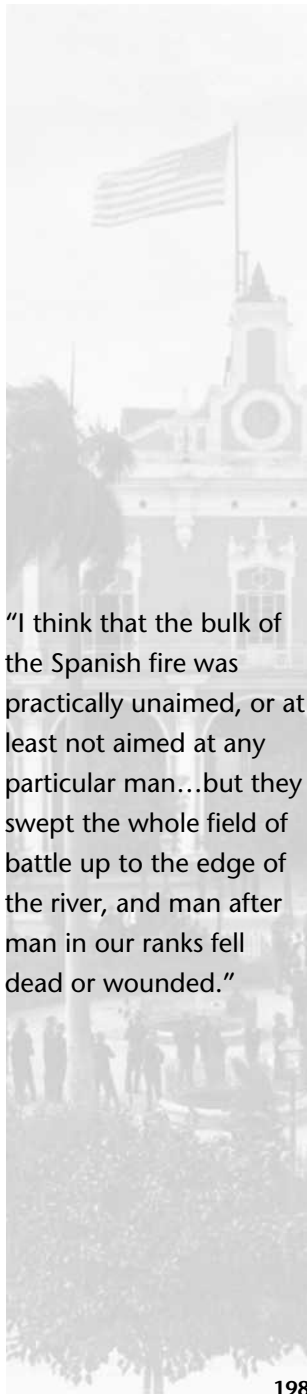 “I think that the bulk of
the Spanish fire was
practically unaimed, or at
least not aimed at any
particular man…but they
swept the whole field of
battle up to the edge of
the river, and man after
man in our ranks fell
dead or wounded.”
198